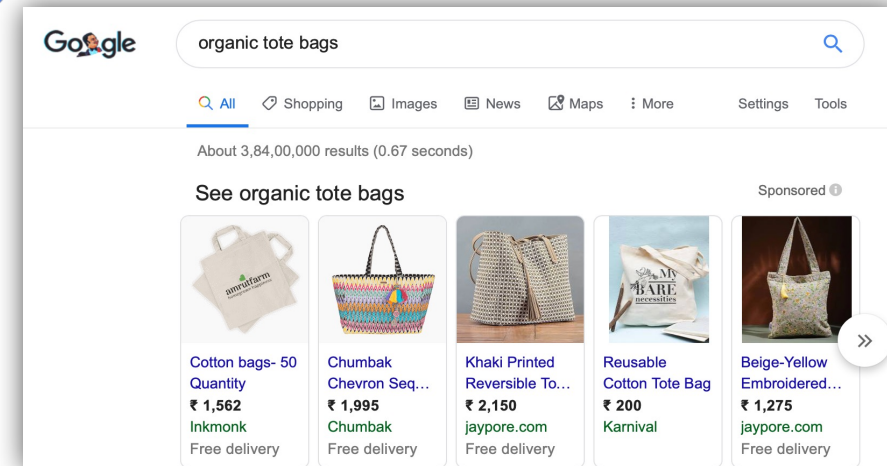 Google
organic tote bags
All Shopping Images News Maps More Settings Tools
About 3,84,00,000 results (0.67 seconds)
See organic tote bags
Sponsored
amrutfarm
My
BARE
necessities
Cotton bags- 50
Quantity
₹ 1,562
Inkmonk
Free delivery
Chumbak
Chevron Seq…
₹ 1,995
Chumbak
Free delivery
Khaki Printed
Reversible To…
₹ 2,150
jaypore.com
Free delivery
Reusable
Cotton Tote Bag
₹ 200
Karnival
Beige-Yellow
Embroidered…
₹ 1,275
jaypore.com
Free delivery